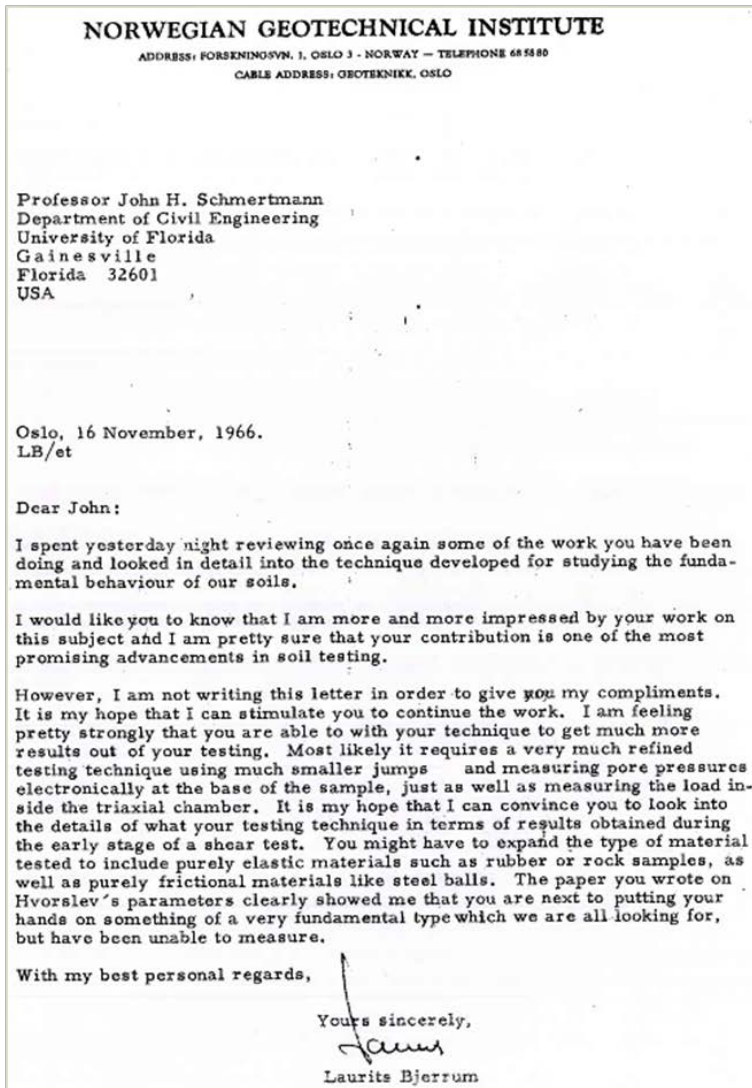 NORWEGIAN GEOTECHNICAL INSTITUTE
ADDRESS: FORSKNINGSVN. 1, OSLO 3 - NORWAY — TELEPHONE 68 58 80
CABLE ADDRESS: GEOTEKNIKK, OSLO
Professor John H. Schmertmann
Department of Civil Engineering
University of Florida
Gainesville
Florida 32601
USA
Oslo, 16 November, 1966.
LB/et
Dear John:
I spent yesterday night reviewing once again some of the work you have been
doing and looked in detail into the technique developed for studying the funda-
mental behaviour of our soils.
I would like you to know that I am more and more impressed by your work on
this subject and I am pretty sure that your contribution is one of the most
promising advancements in soil testing.
However, I am not writing this letter in order to give you my compliments.
It is my hope that I can stimulate you to continue the work. I am feeling
pretty strongly that you are able to with your technique to get much more
results out of your testing. Most likely it requires a very much refined
testing technique using much smaller jumps and measuring pore pressures
electronically at the base of the sample, just as well as measuring the load in-
side the triaxial chamber. It is my hope that I can convince you to look into
the details of what your testing technique in terms of results obtained during
the early stage of a shear test. You might have to expand the type of material
tested to include purely elastic materials such as rubber or rock samples, as
well as purely frictional materials like steel balls. The paper you wrote on
Hvorslev's parameters clearly showed me that you are next to putting your
hands on something of a very fundamental type which we are all looking for,
but have been unable to measure.
With my best personal regards,
Yours sincerely,
Laurits Bjerrum